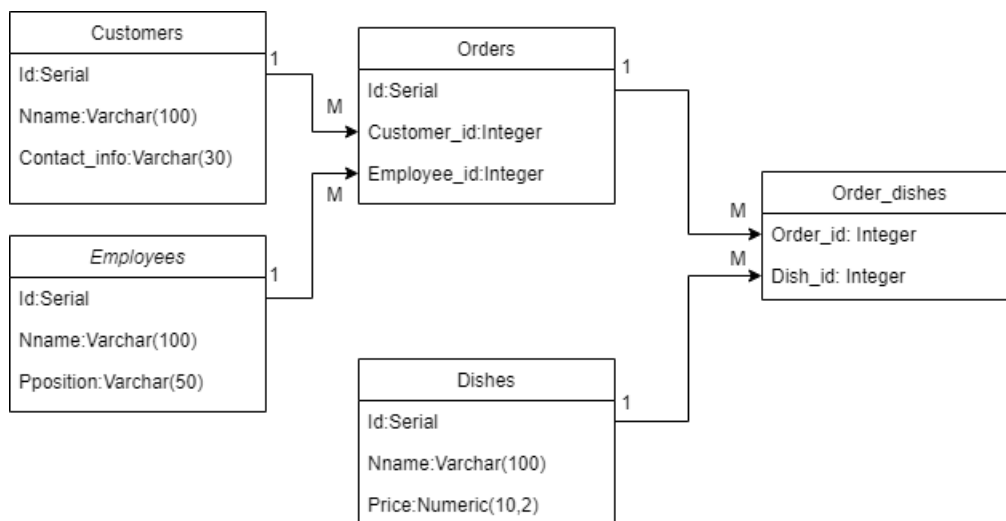 Customers
Id:Serial
Nname:Varchar(100)
Contact_info:Varchar(30)
1
M
Orders
Id:Serial
Customer_id:Integer
Employee_id:Integer
1
M
Employees
Id:Serial
Nname:Varchar(100)
Pposition:Varchar(50)
1
M
Order_dishes
Order_id: Integer
Dish_id: Integer
M
Dishes
Id:Serial
Nname:Varchar(100)
Price:Numeric(10,2)
1